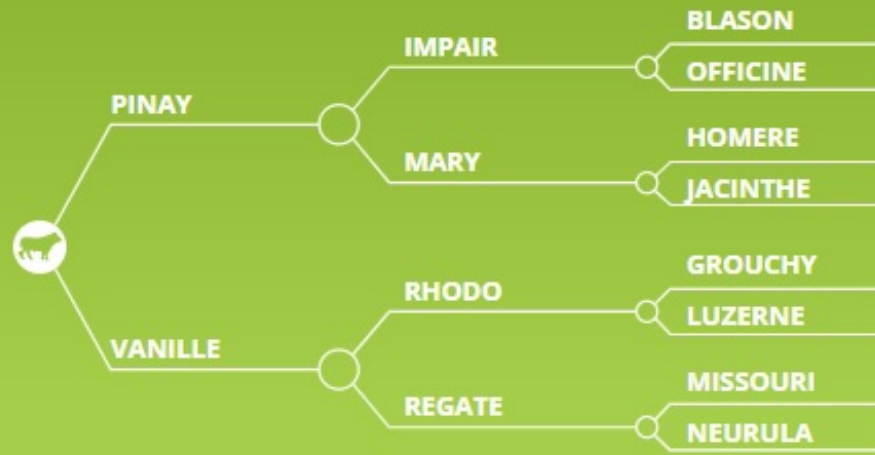 BLASON
IMPAIR
OFFICINE
PINAY
HOMERE
MARY
JACINTHE
GROUCHY
RHODO
LUZERNE
VANILLE
MISSOURI
REGATE
NEURULA